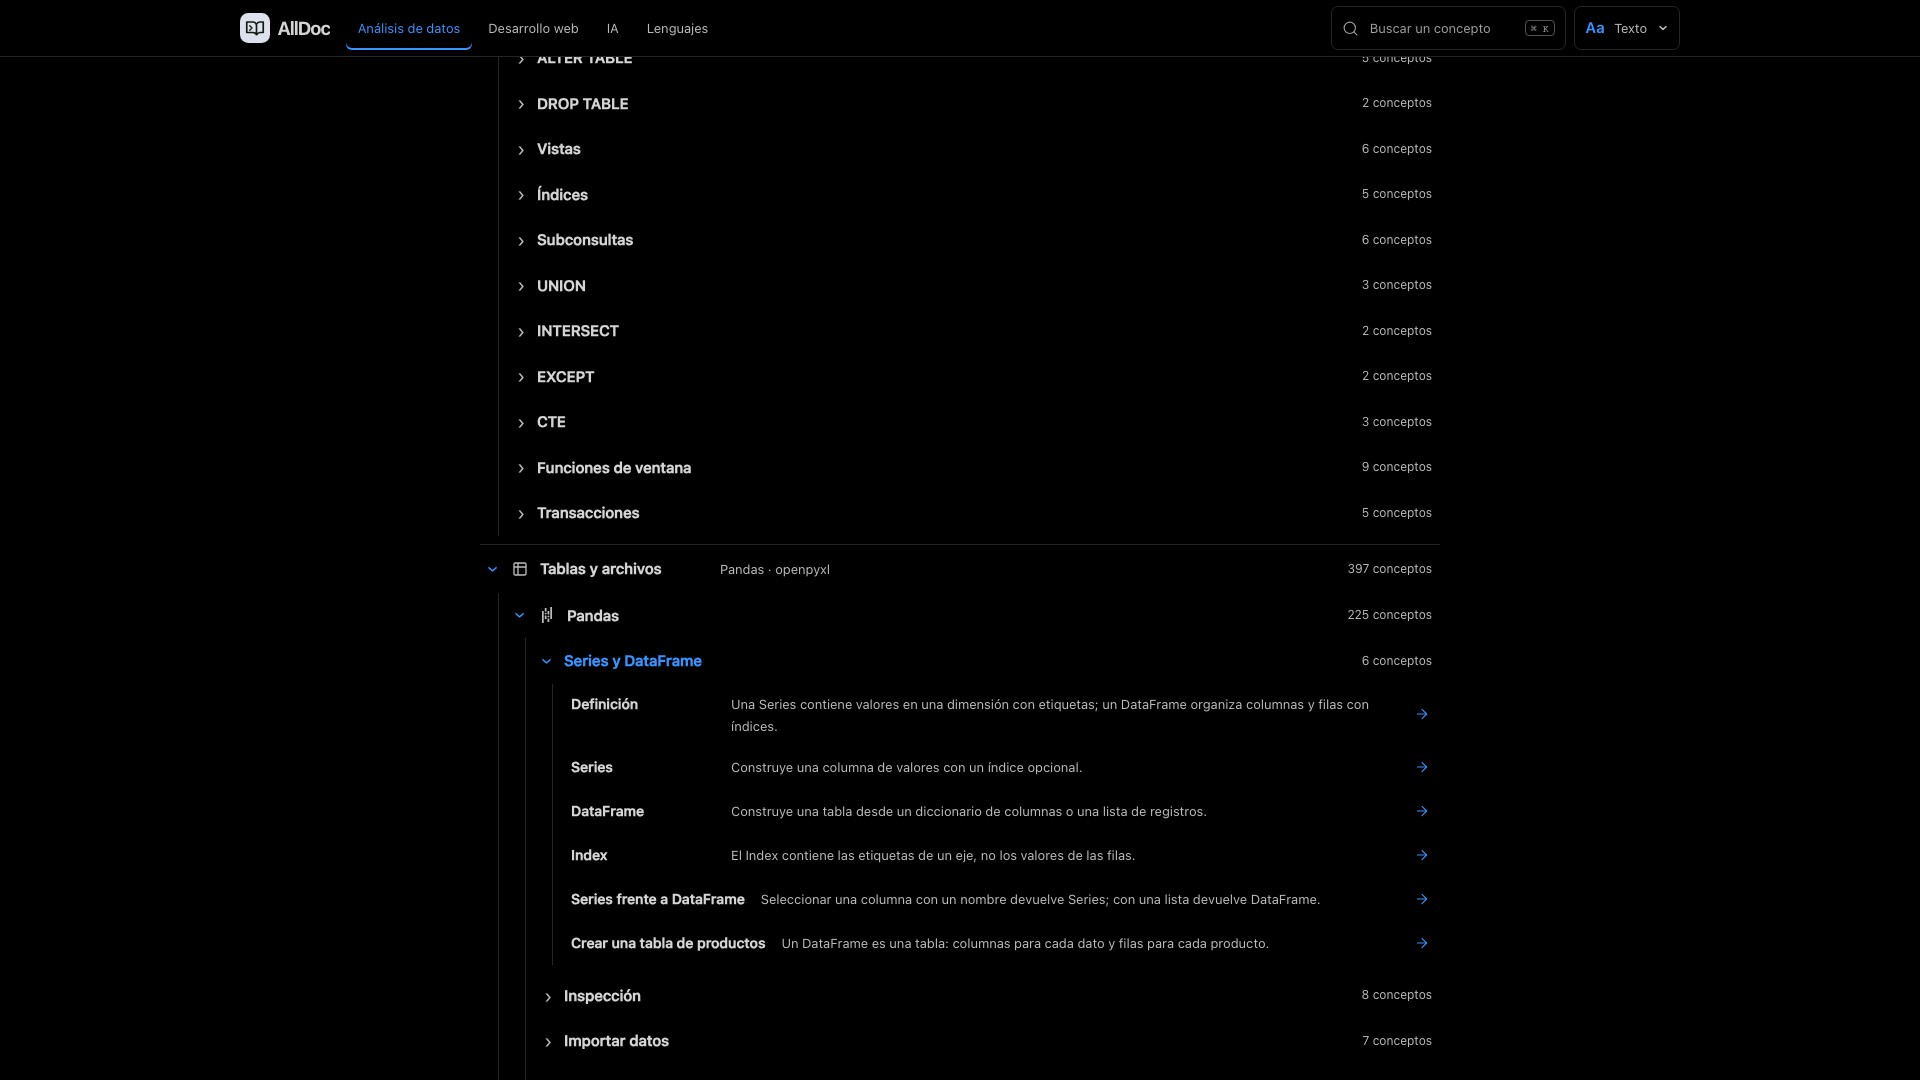 AllDoc
Análisis de datos
Desarrollo web
IA
Lenguajes
Buscar un concepto
⌘ K
Aa Texto
ALTER TABLE 5 conceptos
DROP TABLE 2 conceptos
Vistas 6 conceptos
Índices 5 conceptos
Subconsultas 6 conceptos
UNION 3 conceptos
INTERSECT 2 conceptos
EXCEPT 2 conceptos
CTE 3 conceptos
Funciones de ventana 9 conceptos
Transacciones 5 conceptos
Tablas y archivos Pandas · openpyxl 397 conceptos
Pandas 225 conceptos
Series y DataFrame 6 conceptos
Definición Una Series contiene valores en una dimensión con etiquetas; un DataFrame organiza columnas y filas con
índices.
Series Construye una columna de valores con un índice opcional.
DataFrame Construye una tabla desde un diccionario de columnas o una lista de registros.
Index El Index contiene las etiquetas de un eje, no los valores de las filas.
Series frente a DataFrame Seleccionar una columna con un nombre devuelve Series; con una lista devuelve DataFrame.
Crear una tabla de productos Un DataFrame es una tabla: columnas para cada dato y filas para cada producto.
Inspección 8 conceptos
Importar datos 7 conceptos